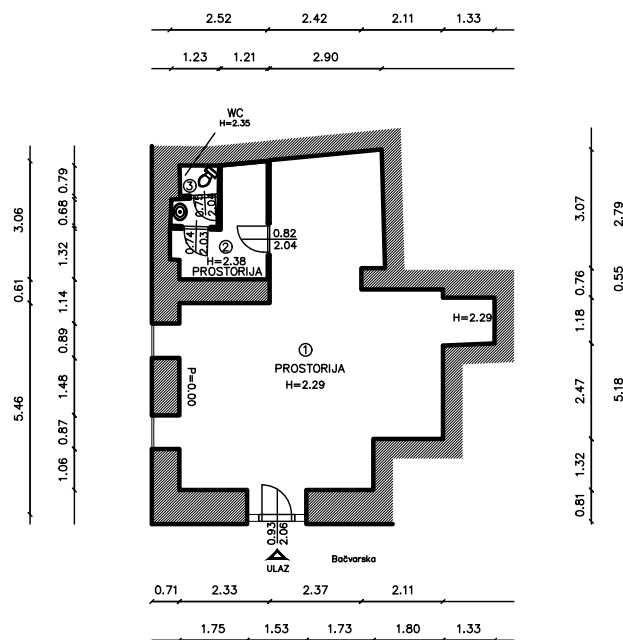 2.52 2.42 2.11 1.33
1.23 1.21 2.90
WC
H=2.35
3
0.75
2.04
0.74
2.03
2
H=2.38
PROSTORIJA
0.82
2.04
H=2.29
1
PROSTORIJA
H=2.29
P=0.00
0.93
2.06
ULAZ
Bačvarska
3.06
0.61
5.46
0.79
0.68
1.32
1.14
0.89
1.48
0.87
1.06
3.07
0.76
1.18
2.47
1.32
0.81
2.79
0.55
5.18
0.71 2.33 2.37 2.11
1.75 1.53 1.73 1.80 1.33